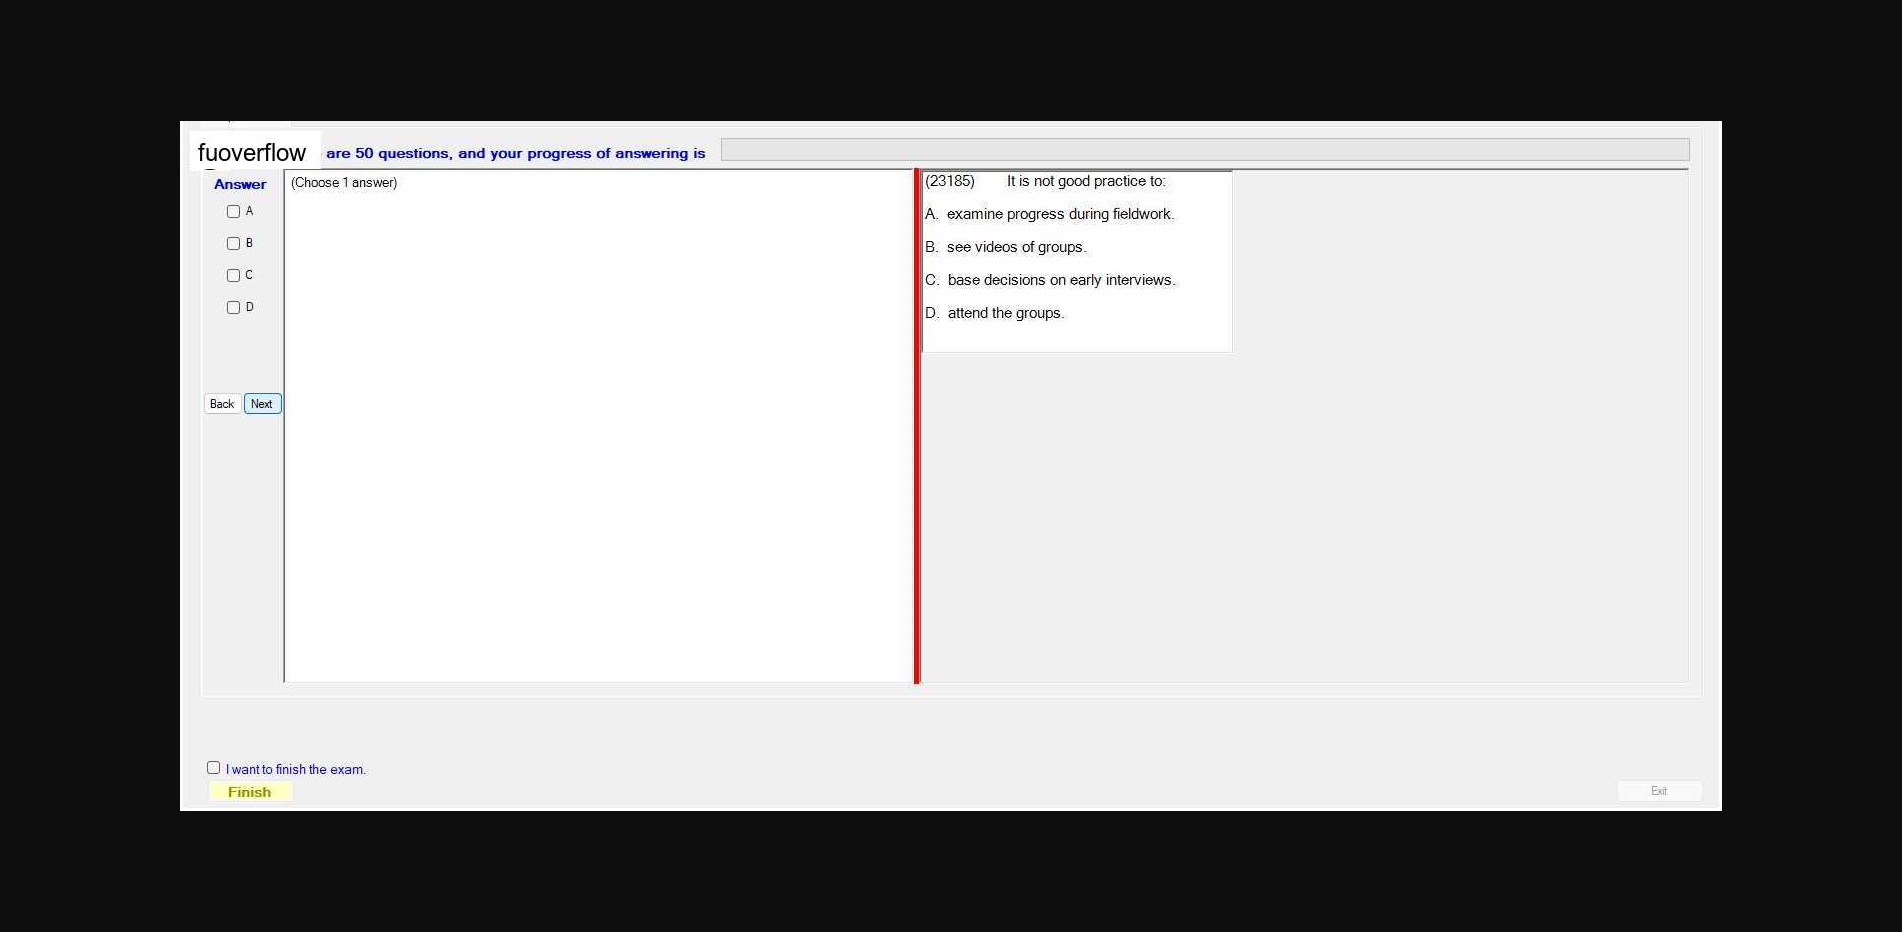 fuoverflow are 50 questions, and your progress of answering is
Answer
A
B
C
D
Back Next
(Choose 1 answer)
(23185) It is not good practice to:
A. examine progress during fieldwork.
B. see videos of groups.
C. base decisions on early interviews.
D. attend the groups.
I want to finish the exam.
Finish
Exit